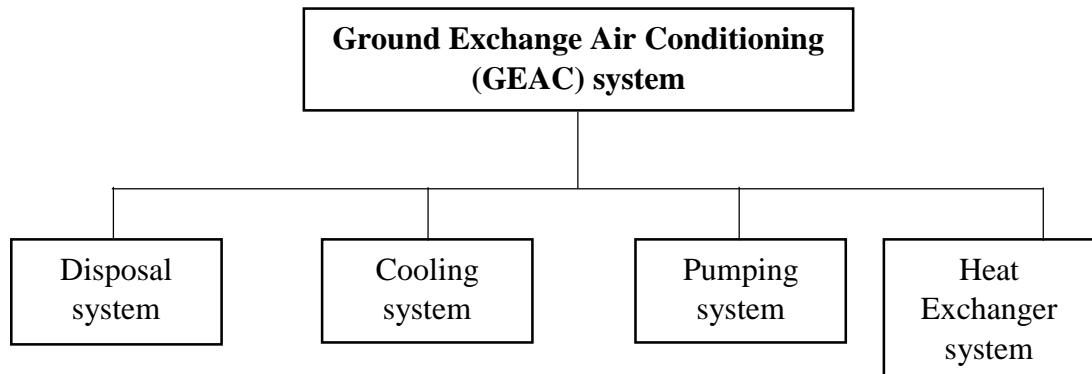 Ground Exchange Air Conditioning
(GEAC) system
Disposal
system
Cooling
system
Pumping
system
Heat
Exchanger
system